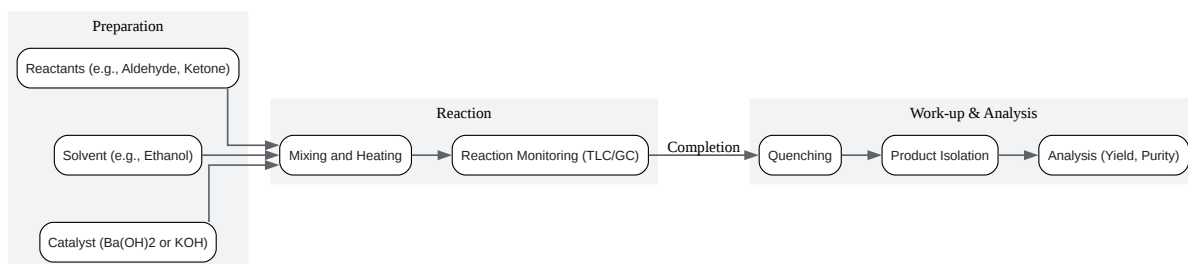 Preparation
Reactants (e.g., Aldehyde, Ketone)
Solvent (e.g., Ethanol)
Catalyst (Ba(OH)2 or KOH)
Reaction
Mixing and Heating
Reaction Monitoring (TLC/GC)
Completion
Work-up & Analysis
Quenching
Product Isolation
Analysis (Yield, Purity)